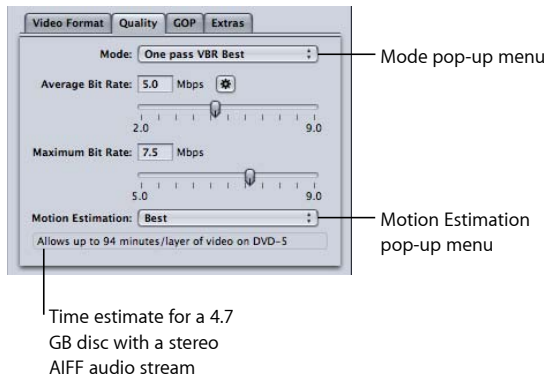 Video Format Quality GOP Extras
Mode: One pass VBR Best
Mode pop-up menu
Average Bit Rate: 5.0 Mbps
2.0 9.0
Maximum Bit Rate: 7.5 Mbps
5.0 9.0
Motion Estimation: Best
Motion Estimation
pop-up menu
Allows up to 94 minutes/layer of video on DVD-5
Time estimate for a 4.7
GB disc with a stereo
AIFF audio stream